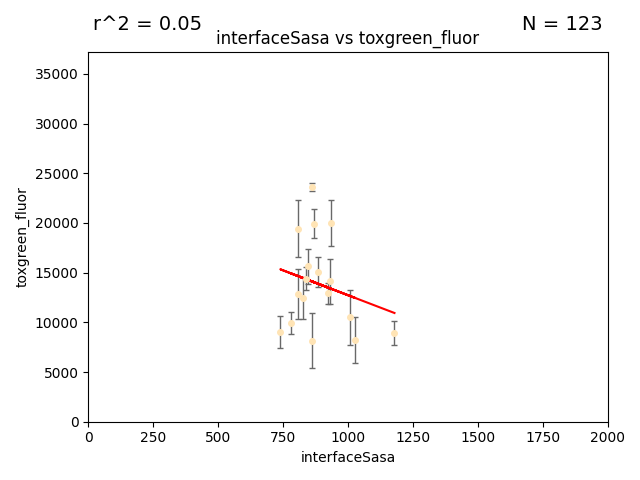 r^2 = 0.05
N = 123
interfaceSasa vs toxgreen_fluor
toxgreen_fluor
35000
30000
25000
20000
15000
10000
5000
0
0 250 500 750 1000 1250 1500 1750 2000
interfaceSasa